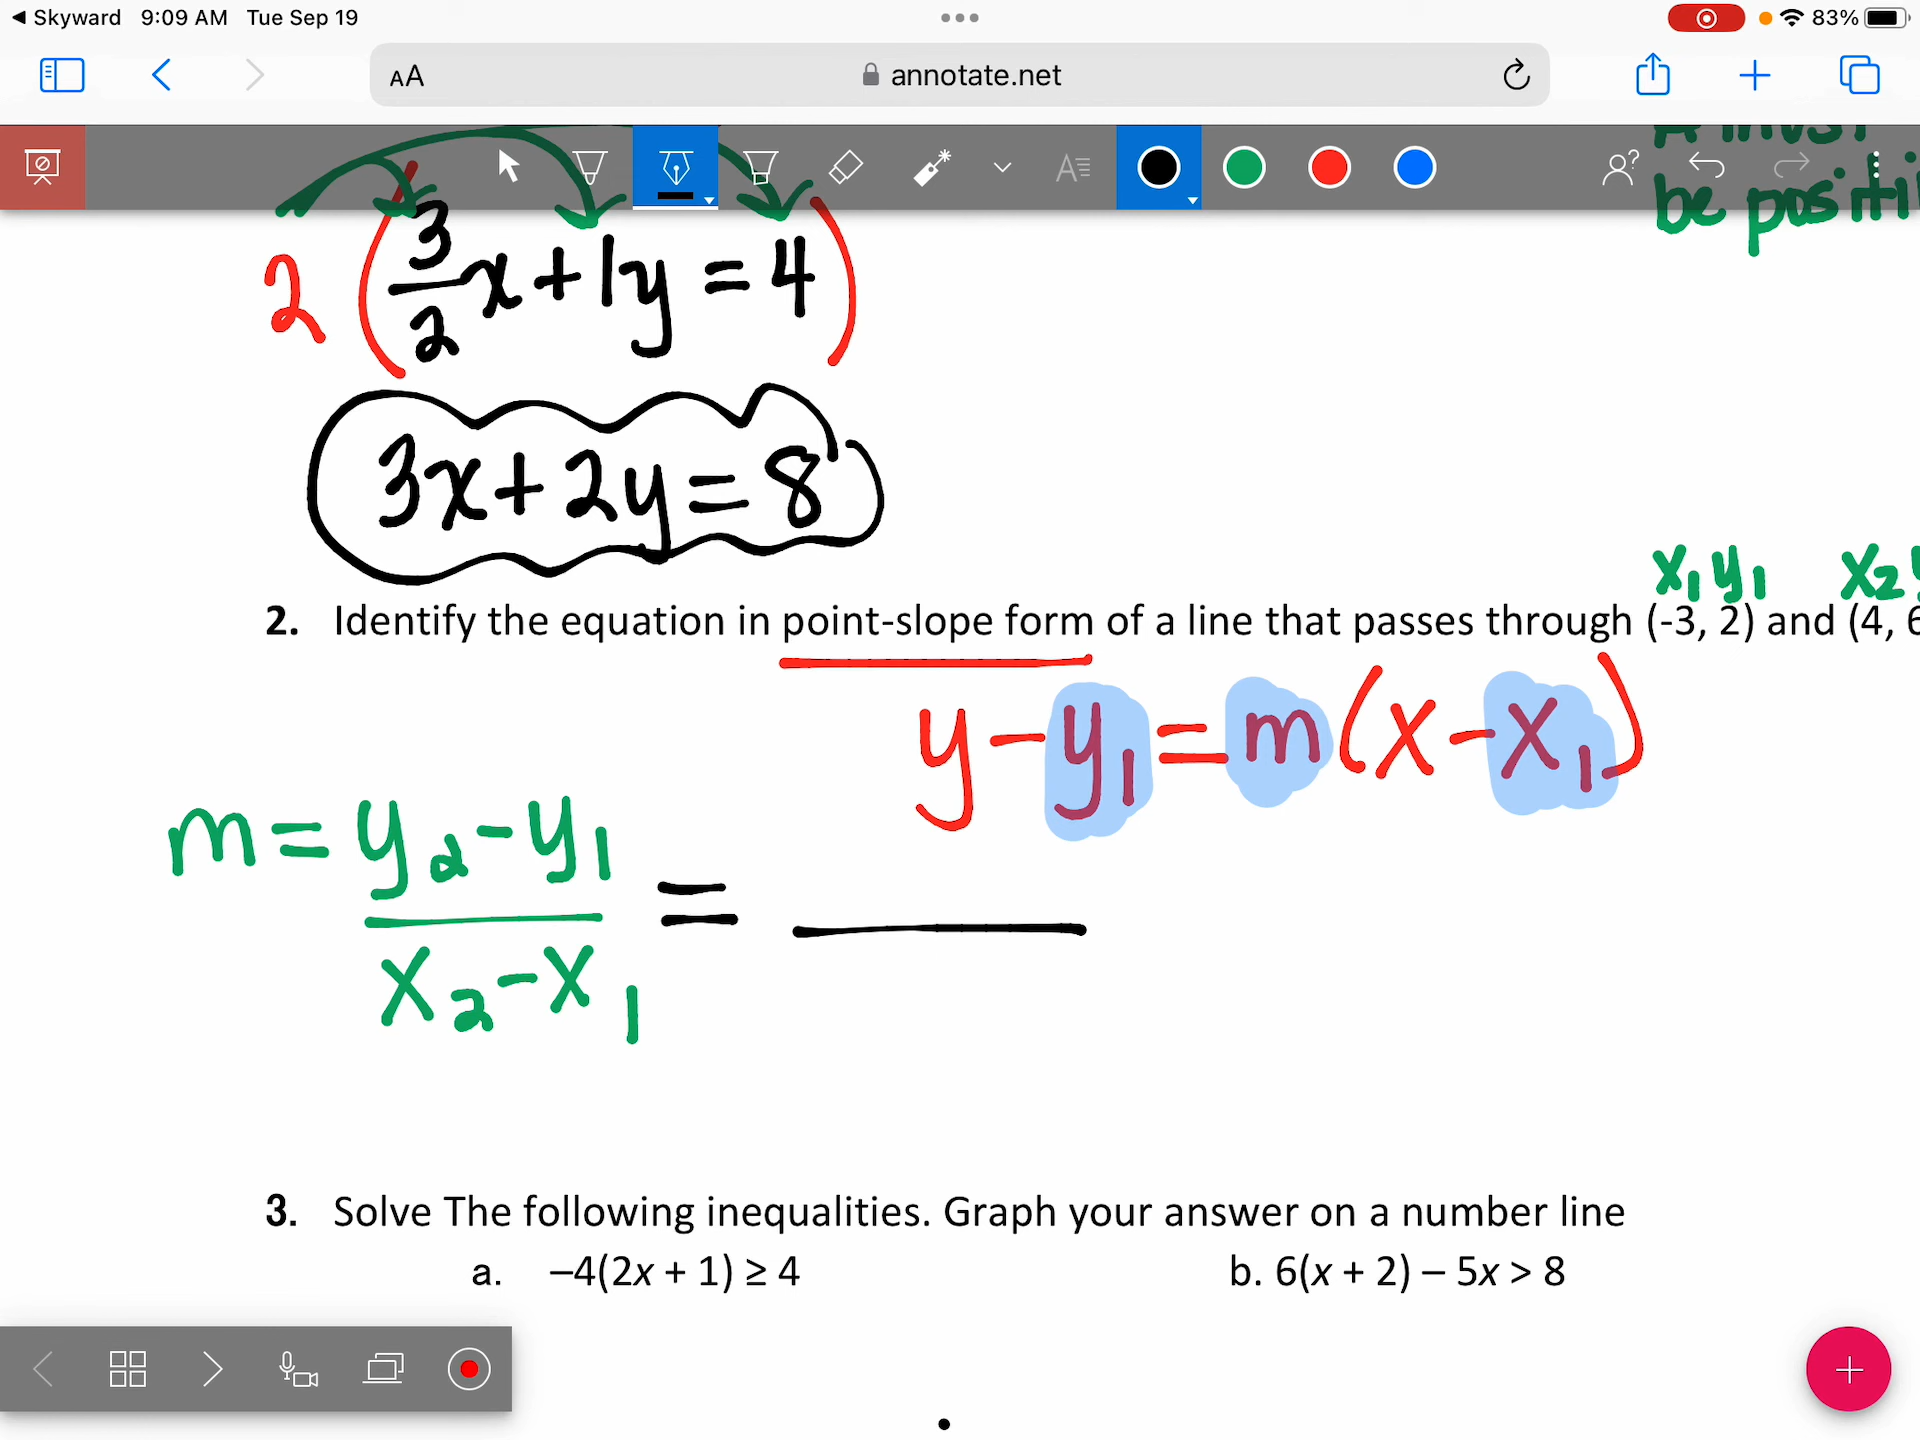 ◀ Skyward 9:09 AM Tue Sep 19 83%
AA annotate.net
must
be positi
2 (3/2 x + 1y = 4)
3x + 2y = 8
x₁ y₁ x₂
2. Identify the equation in point-slope form of a line that passes through (-3, 2) and (4, 6
y - y₁ = m(x - x₁)
m = y₂ - y₁ / x₂ - x₁ =
3. Solve The following inequalities. Graph your answer on a number line
a. –4(2x + 1) ≥ 4 b. 6(x + 2) – 5x > 8